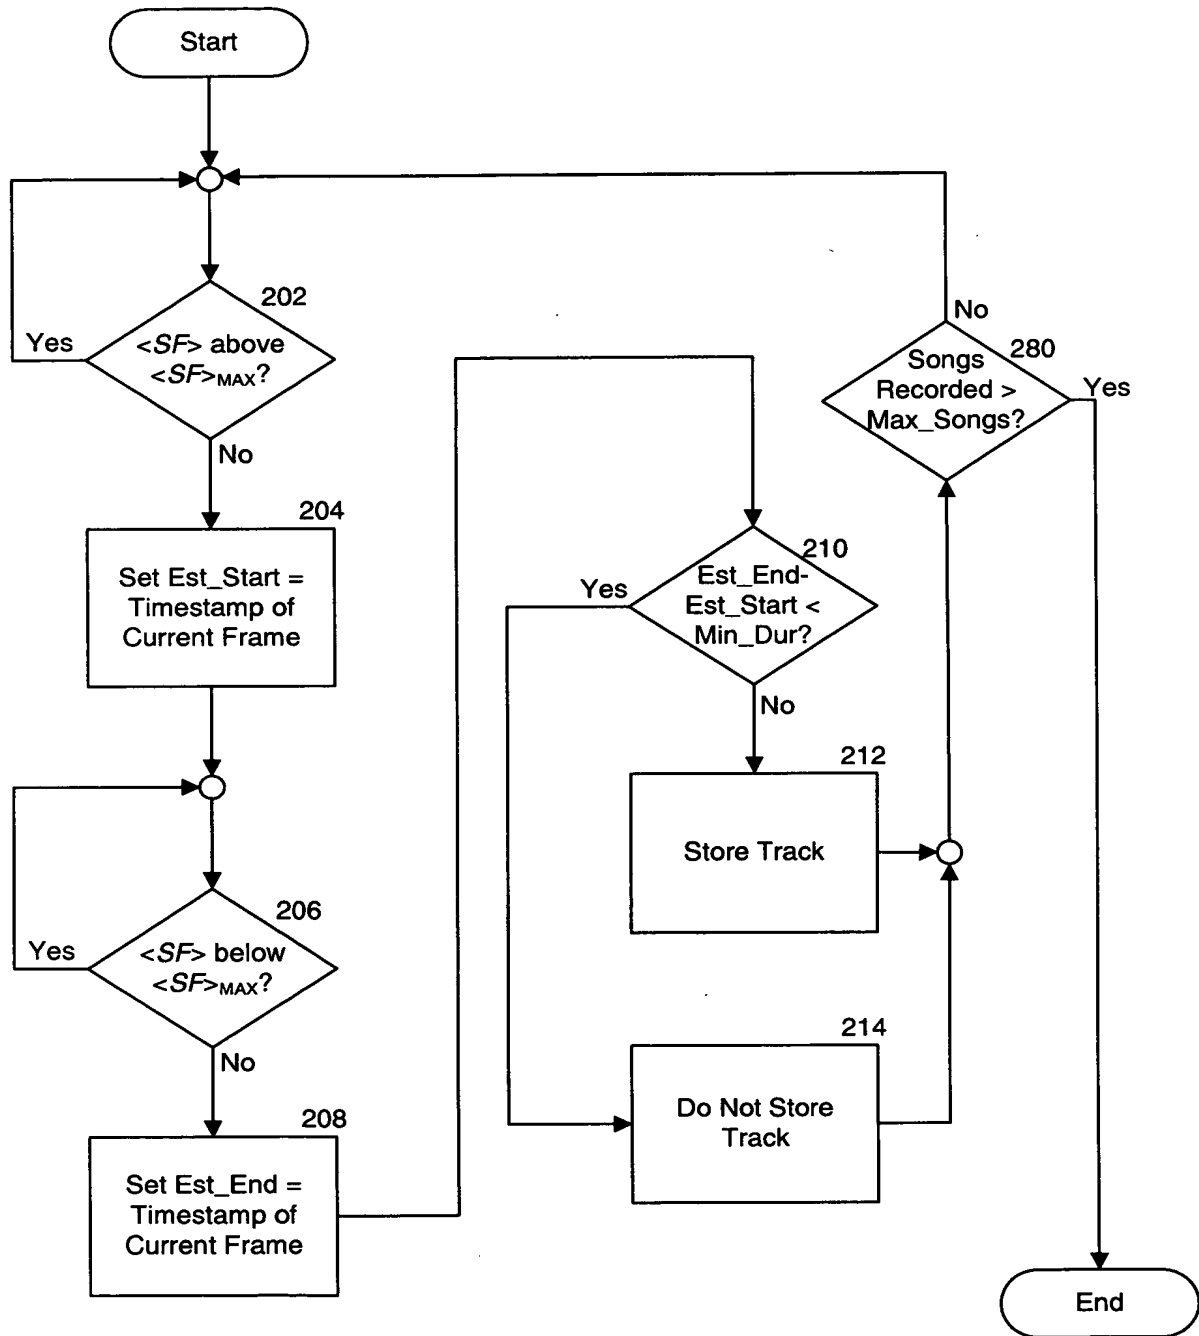 Start
202
Yes
<SF> above
<SF>MAX?
No
204
Set Est_Start =
Timestamp of
Current Frame
206
Yes
<SF> below
<SF>MAX?
No
208
Set Est_End =
Timestamp of
Current Frame
210
Yes
Est_End-
Est_Start <
Min_Dur?
No
212
Store Track
214
Do Not Store
Track
No
280
Songs
Recorded >
Max_Songs?
Yes
End